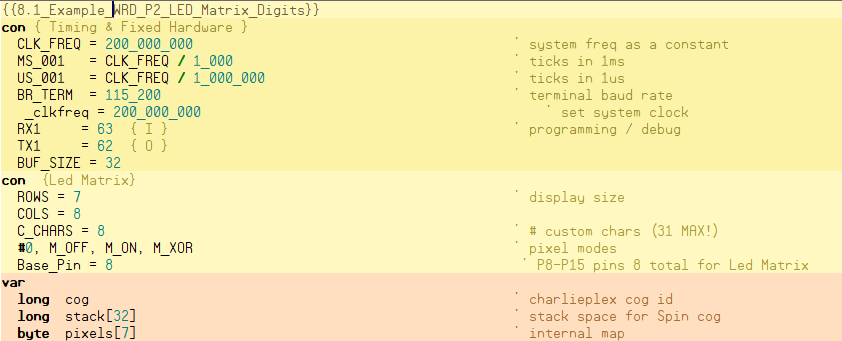 {{8.1_Example_WRD_P2_LED_Matrix_Digits}}
con { Timing & Fixed Hardware }
CLK_FREQ = 200_000_000 ' system freq as a constant
MS_001 = CLK_FREQ / 1_000 ' ticks in 1ms
US_001 = CLK_FREQ / 1_000_000 ' ticks in 1us
BR_TERM = 115_200 ' terminal baud rate
_clkfreq = 200_000_000 ' set system clock
RX1 = 63 { I } ' programming / debug
TX1 = 62 { O }
BUF_SIZE = 32
con {Led Matrix}
ROWS = 7 ' display size
COLS = 8
C_CHARS = 8 ' # custom chars (31 MAX!)
#0, M_OFF, M_ON, M_XOR ' pixel modes
Base_Pin = 8 ' P8-P15 pins 8 total for Led Matrix
var
long cog ' charlieplex cog id
long stack[32] ' stack space for Spin cog
byte pixels[7] ' internal map